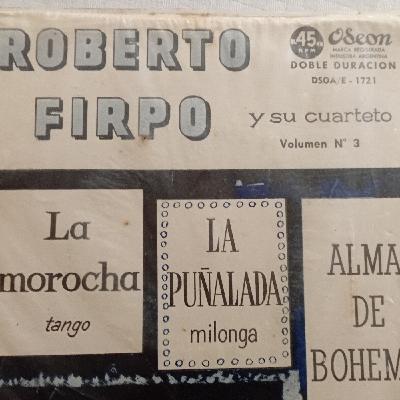 ROBERTO
FIRPO
y su cuarteto
Volumen N° 3
45
RPM
Odeon
MARCA REGISTRADA
INDUSTRIA ARGENTINA
DOBLE DURACION
DSOA/E - 1721
La
morocha
tango
LA
PUÑALADA
milonga
ALMA
DE
BOHEM